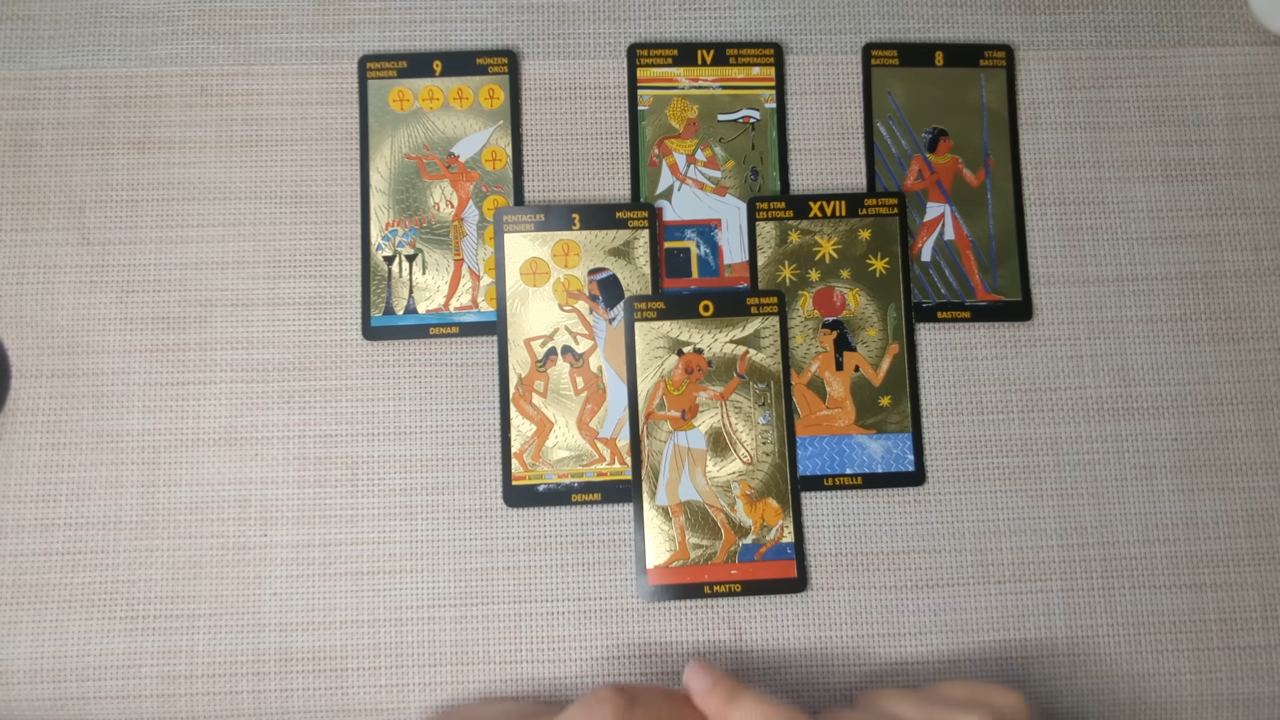 PENTACLES
DENIERS
9
MÜNZEN
OROS
DENARI
THE EMPEROR
L'EMPEREUR
IV
DER HERRSCHER
EL EMPERADOR
WANDS
BATONS
8
STÄBE
BASTOS
BASTONI
PENTACLES
DENIERS
3
MÜNZEN
OROS
DENARI
THE STAR
LES ETOILES
XVII
DER STERN
LA ESTRELLA
LE STELLE
THE FOOL
LE FOU
0
DER NARR
EL LOCO
IL MATTO